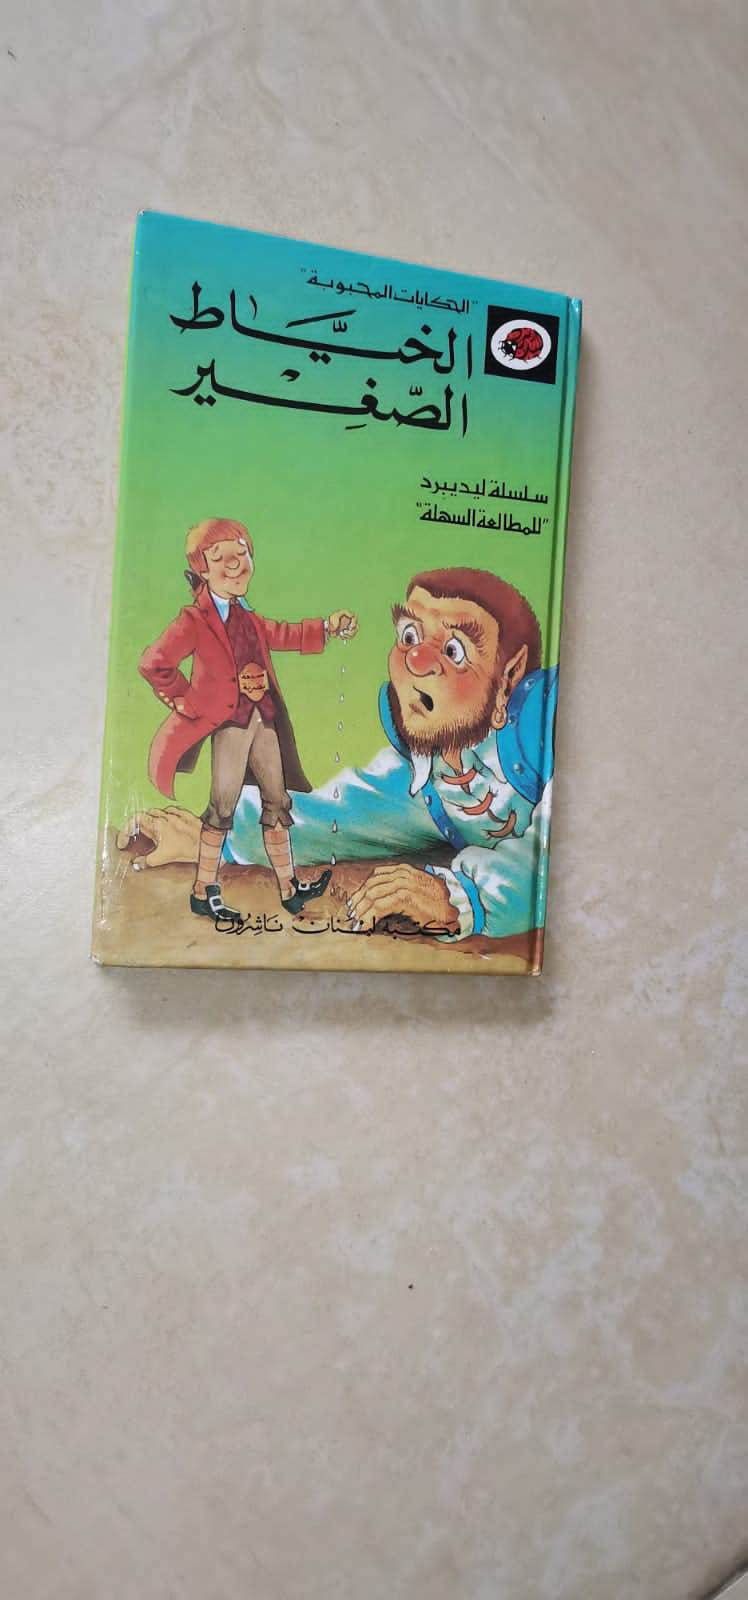 "الحكايات المحبوبة"
الخيّاط
الصّغير
سلسلة ليديبرد
"للمطالعة السهلة"
مكتبة لبنان ناشرون